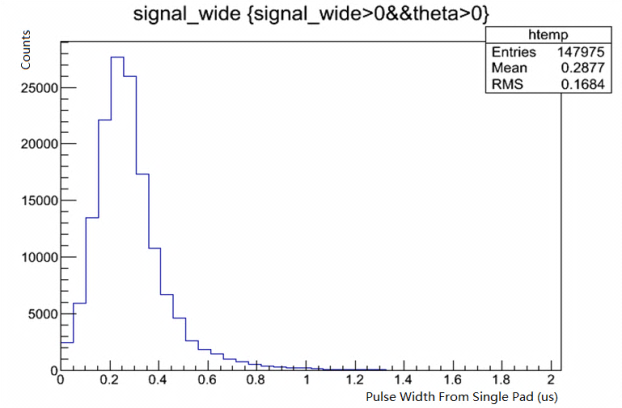 signal_wide {signal_wide>0&&theta>0}
htemp
Entries 147975
Mean 0.2877
RMS 0.1684
Counts
25000
20000
15000
10000
5000
0
0 0.2 0.4 0.6 0.8 1 1.2 1.4 1.6 1.8 2
Pulse Width From Single Pad (us)